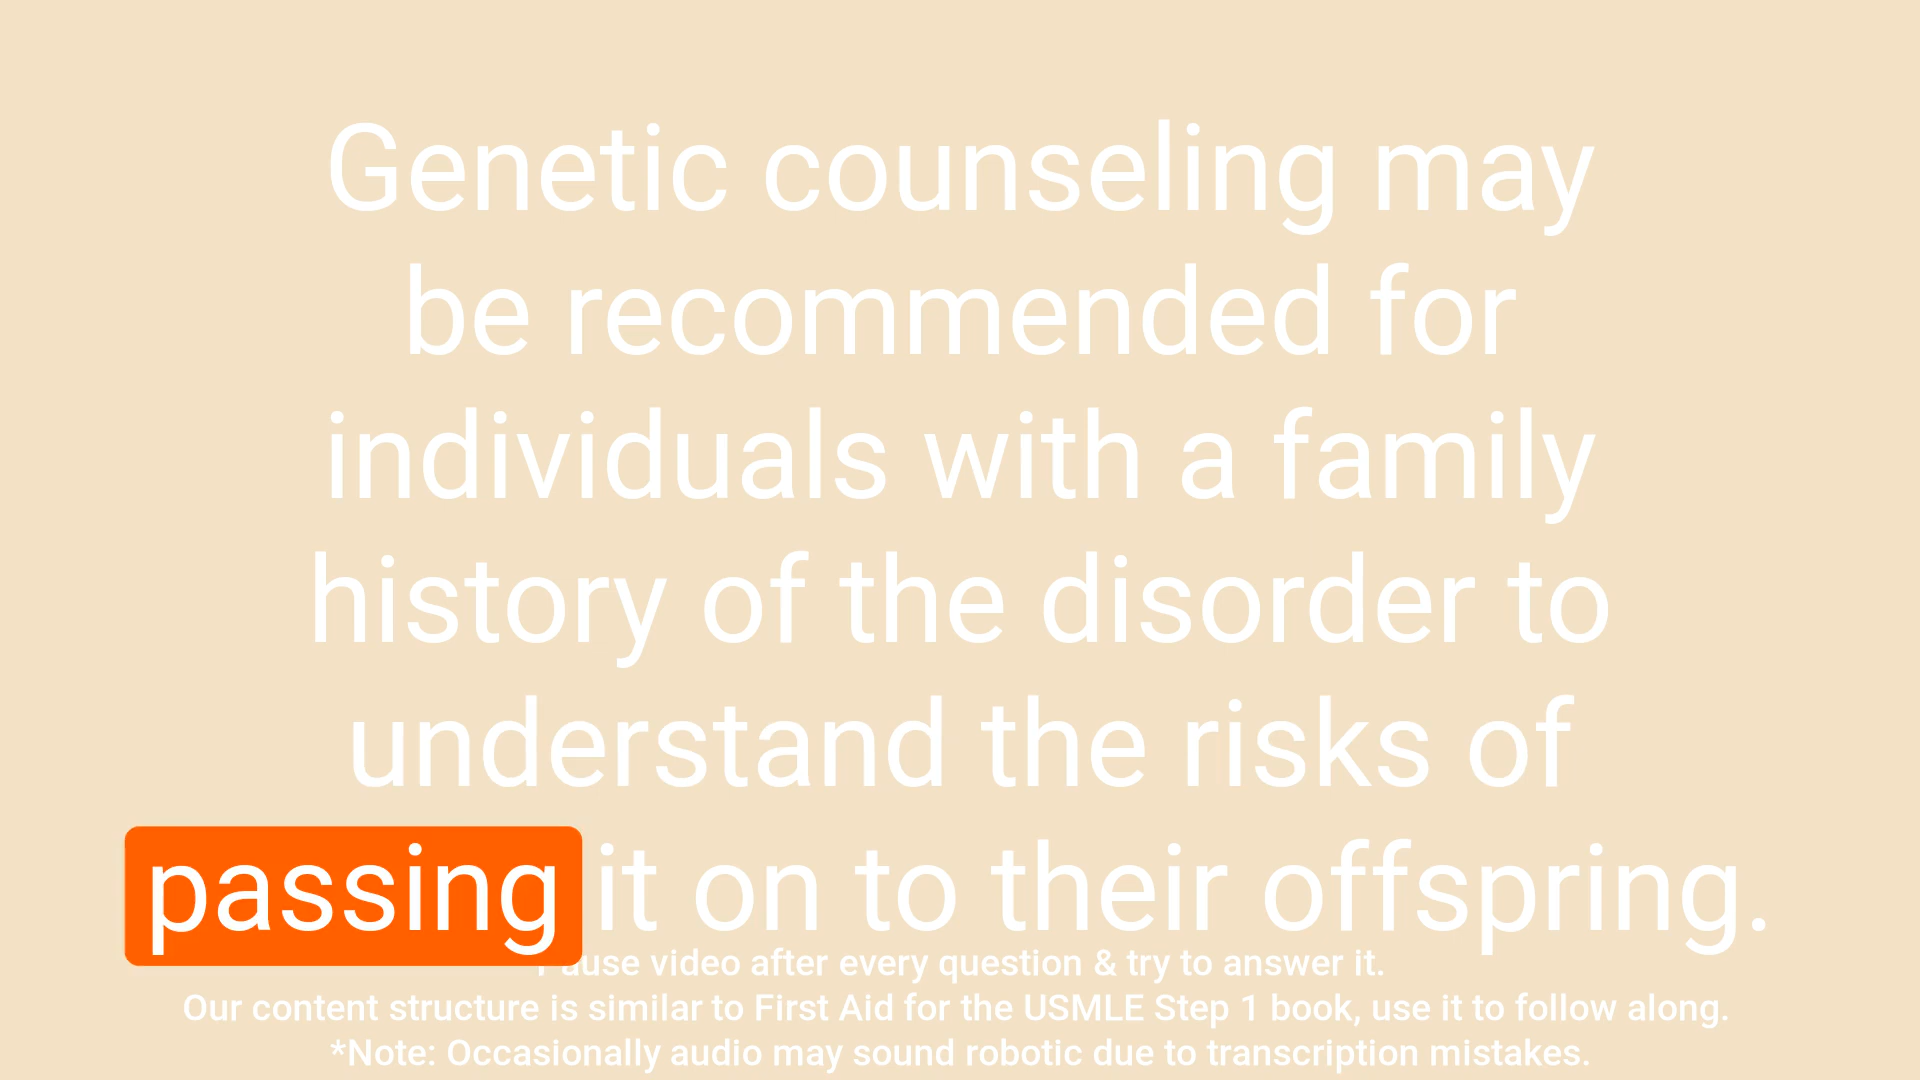 Genetic counseling may
be recommended for
individuals with a family
history of the disorder to
understand the risks of
passing it on to their offspring.
Pause video after every question & try to answer it.
Our content structure is similar to First Aid for the USMLE Step 1 book, use it to follow along.
*Note: Occasionally audio may sound robotic due to transcription mistakes.